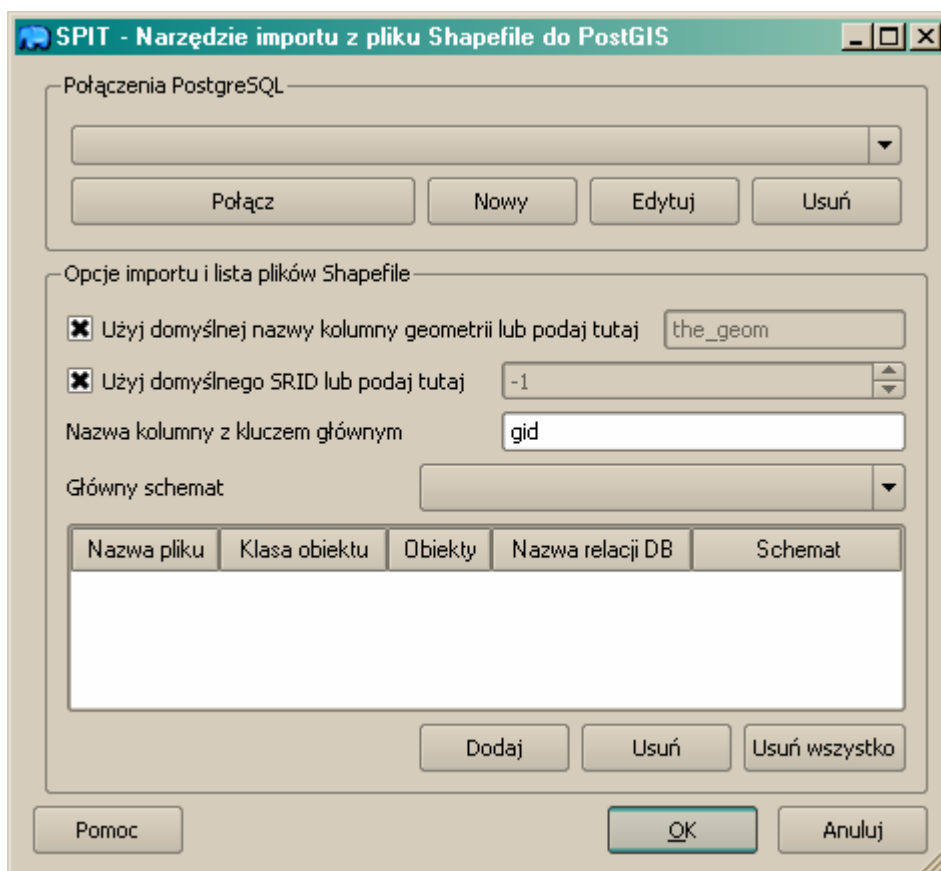 SPIT - Narzędzie importu z pliku Shapefile do PostGIS
Połączenia PostgreSQL
Połącz Nowy Edytuj Usuń
Opcje importu i lista plików Shapefile
Użyj domyślnej nazwy kolumny geometrii lub podaj tutaj the_geom
Użyj domyślnego SRID lub podaj tutaj -1
Nazwa kolumny z kluczem głównym gid
Główny schemat
Nazwa pliku Klasa obiektu Obiekty Nazwa relacji DB Schemat
Dodaj Usuń Usuń wszystko
Pomoc OK Anuluj